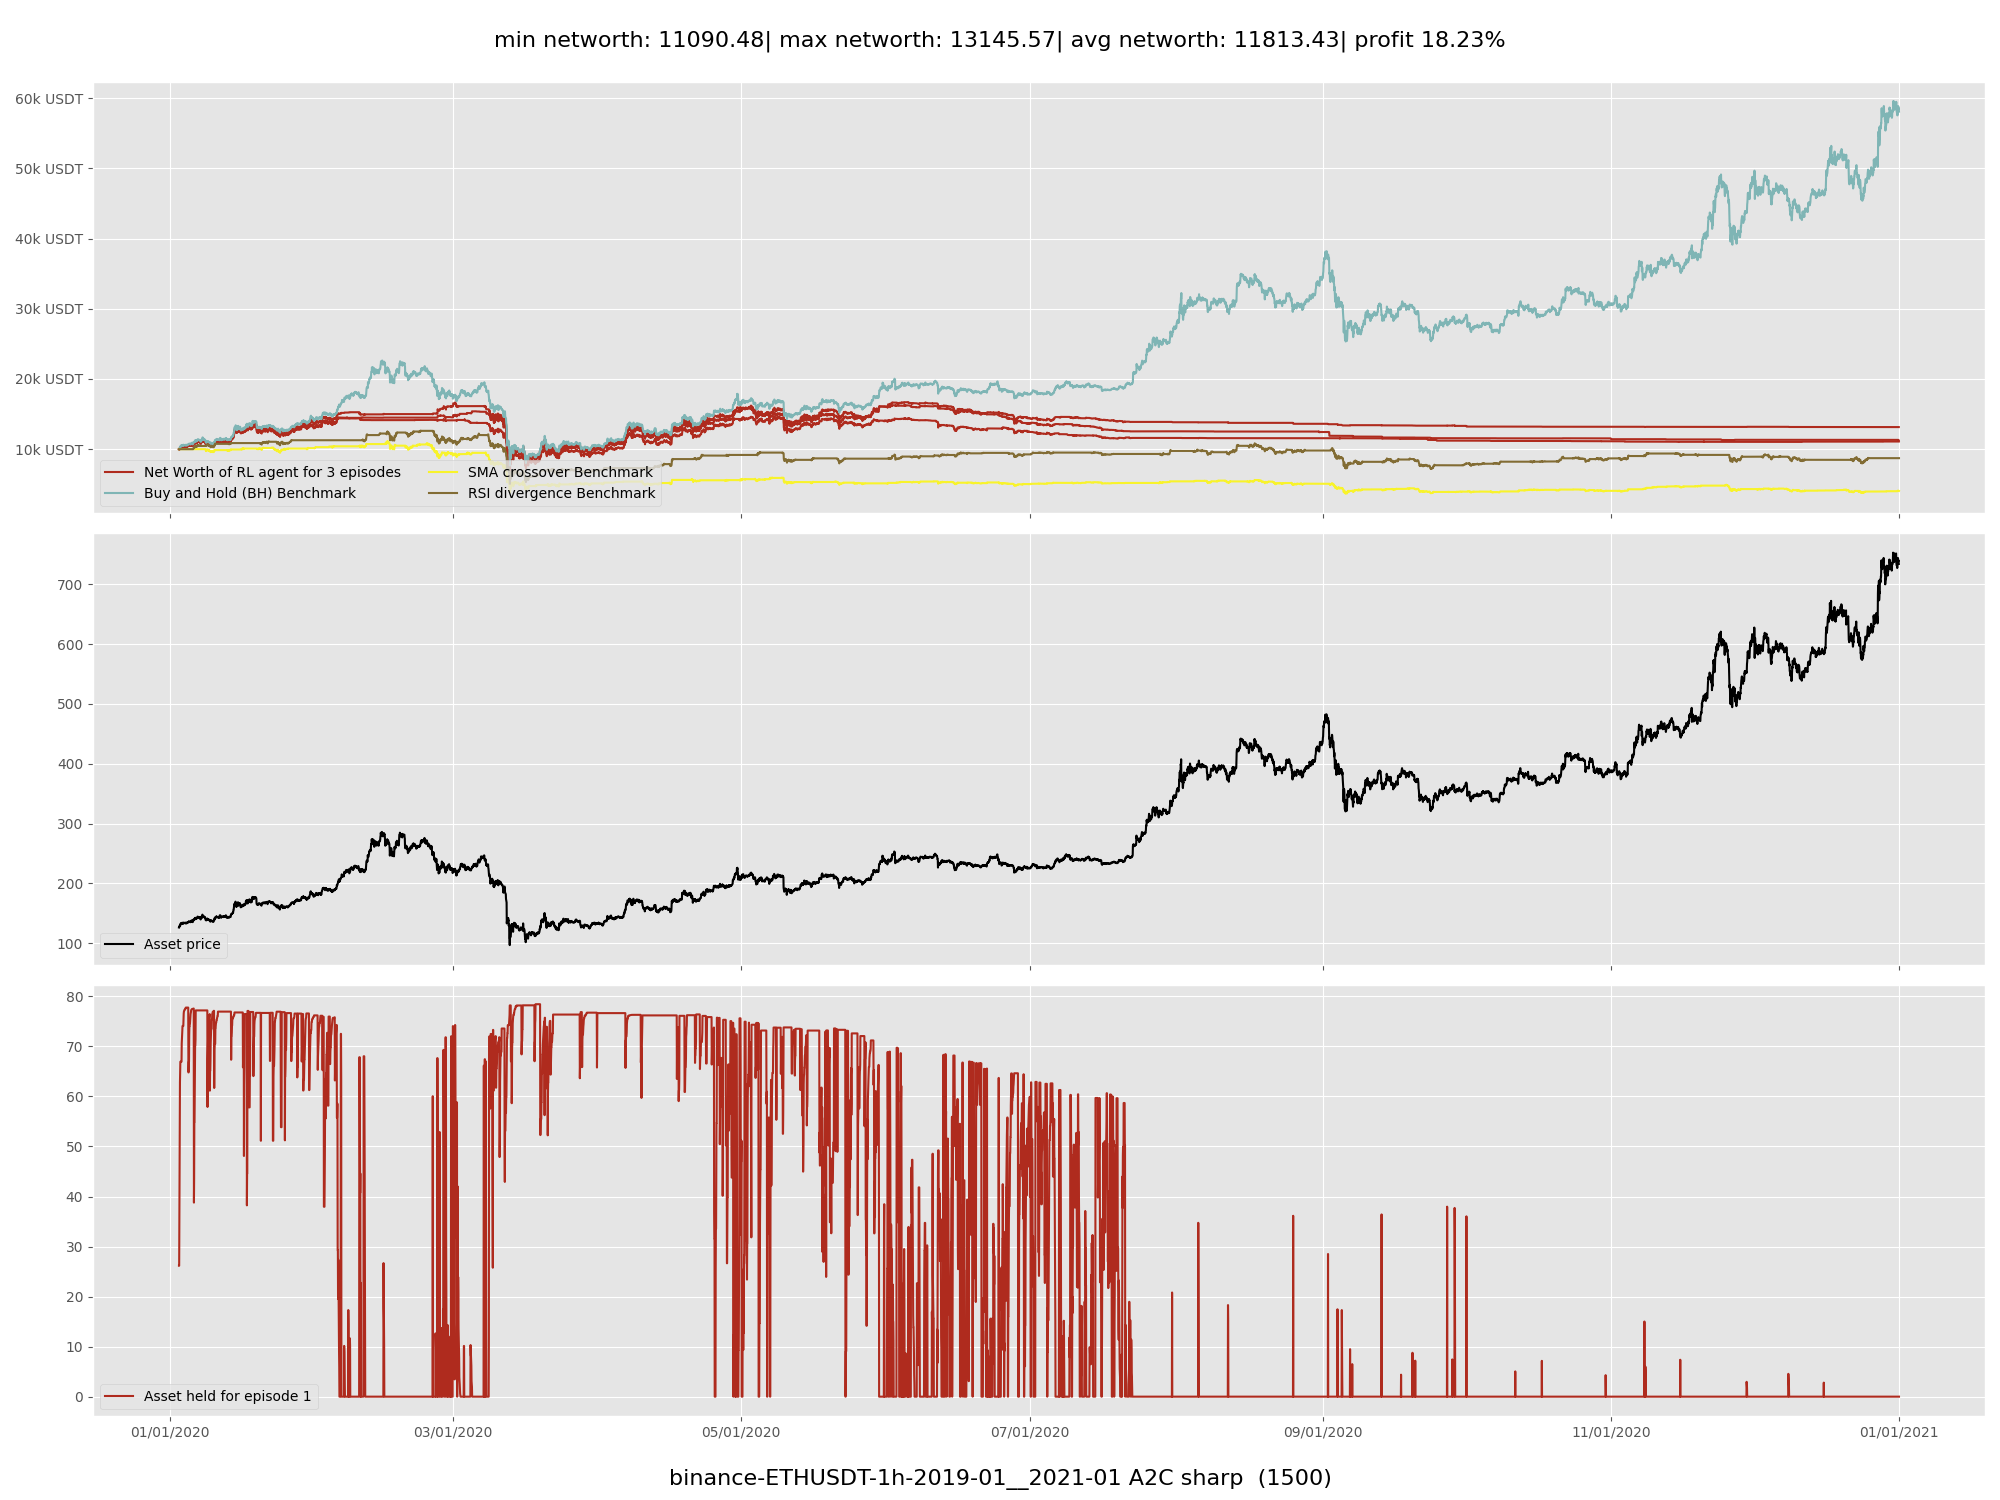 min networth: 11090.48| max networth: 13145.57| avg networth: 11813.43| profit 18.23%
60k USDT
50k USDT
40k USDT
30k USDT
20k USDT
10k USDT
Net Worth of RL agent for 3 episodes
Buy and Hold (BH) Benchmark
SMA crossover Benchmark
RSI divergence Benchmark
700
600
500
400
300
200
100
Asset price
80
70
60
50
40
30
20
10
0
Asset held for episode 1
01/01/2020 03/01/2020 05/01/2020 07/01/2020 09/01/2020 11/01/2020 01/01/2021
binance-ETHUSDT-1h-2019-01__2021-01 A2C sharp (1500)